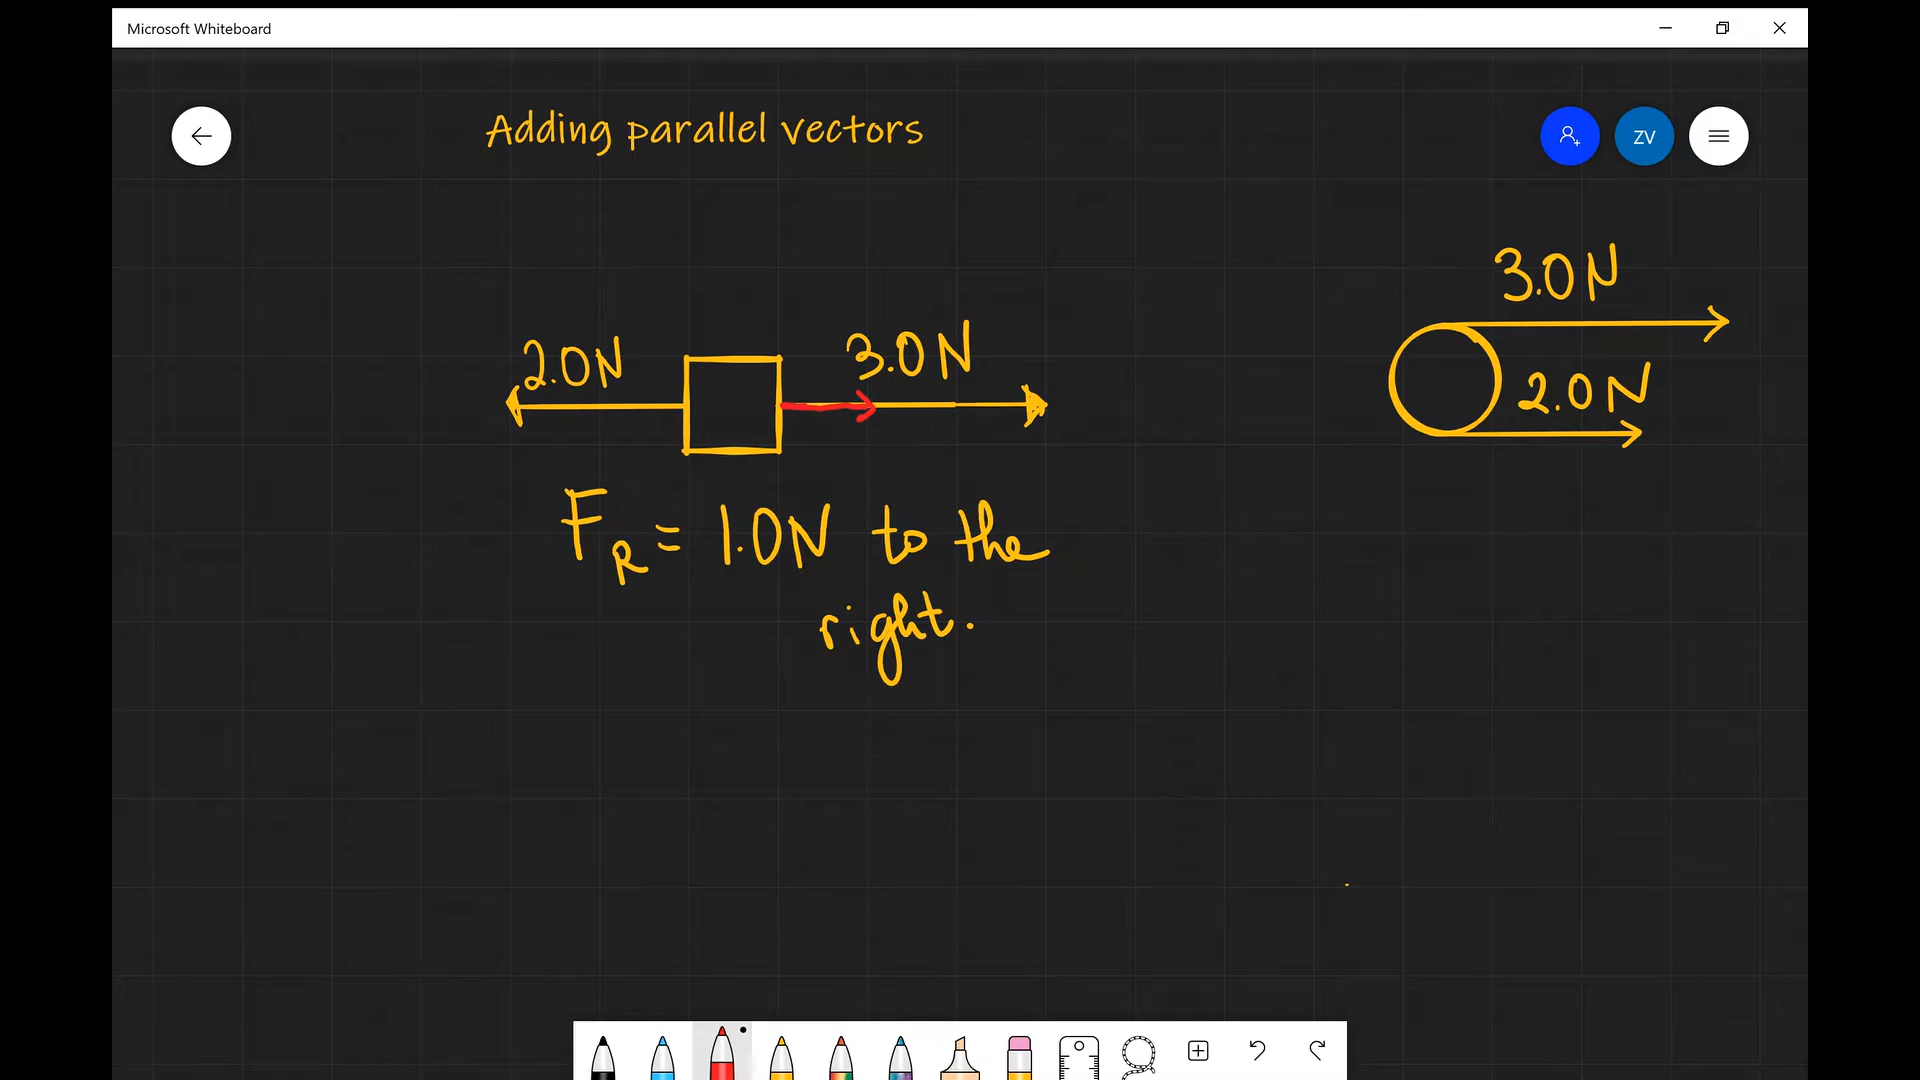 Microsoft Whiteboard
Adding parallel vectors
ZV
3.0N
2.0N
3.0N
2.0N
FR = 1.0N to the
right.